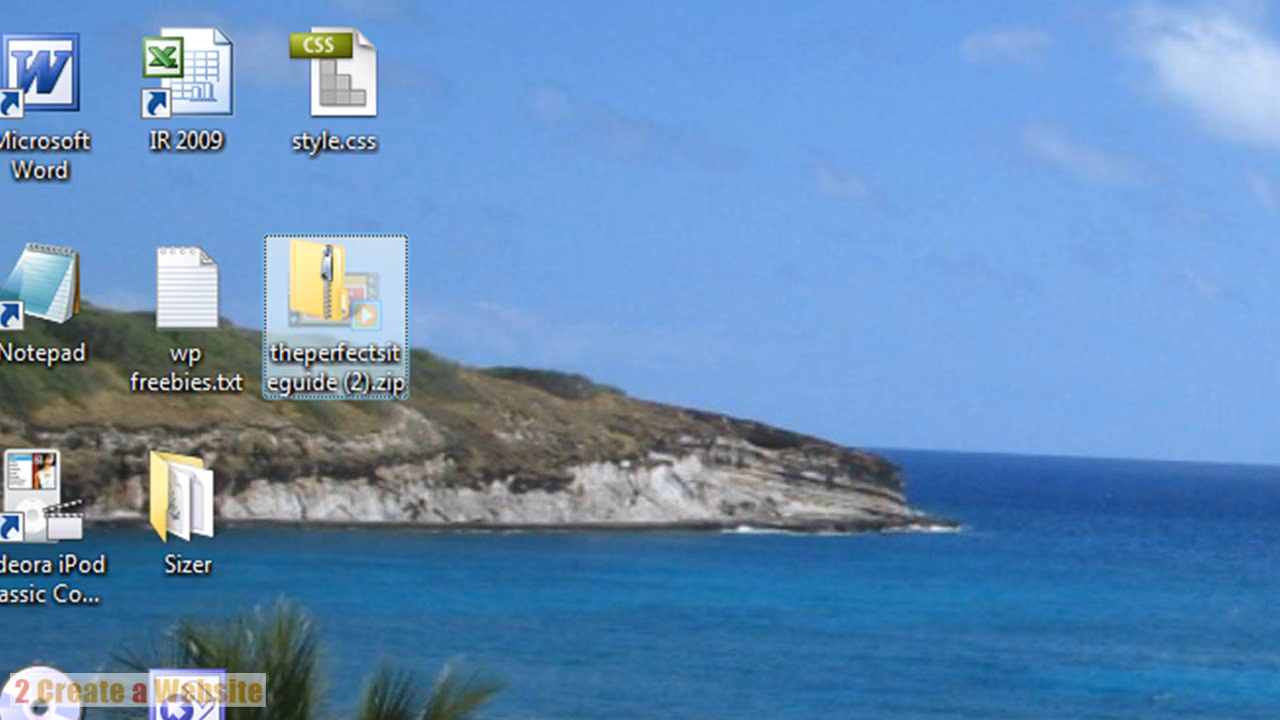 CSS
Microsoft
Word
IR 2009
style.css
Notepad
wp
freebies.txt
theperfectsit
eguide (2).zip
deora iPod
assic Co...
Sizer
2 Create a Website